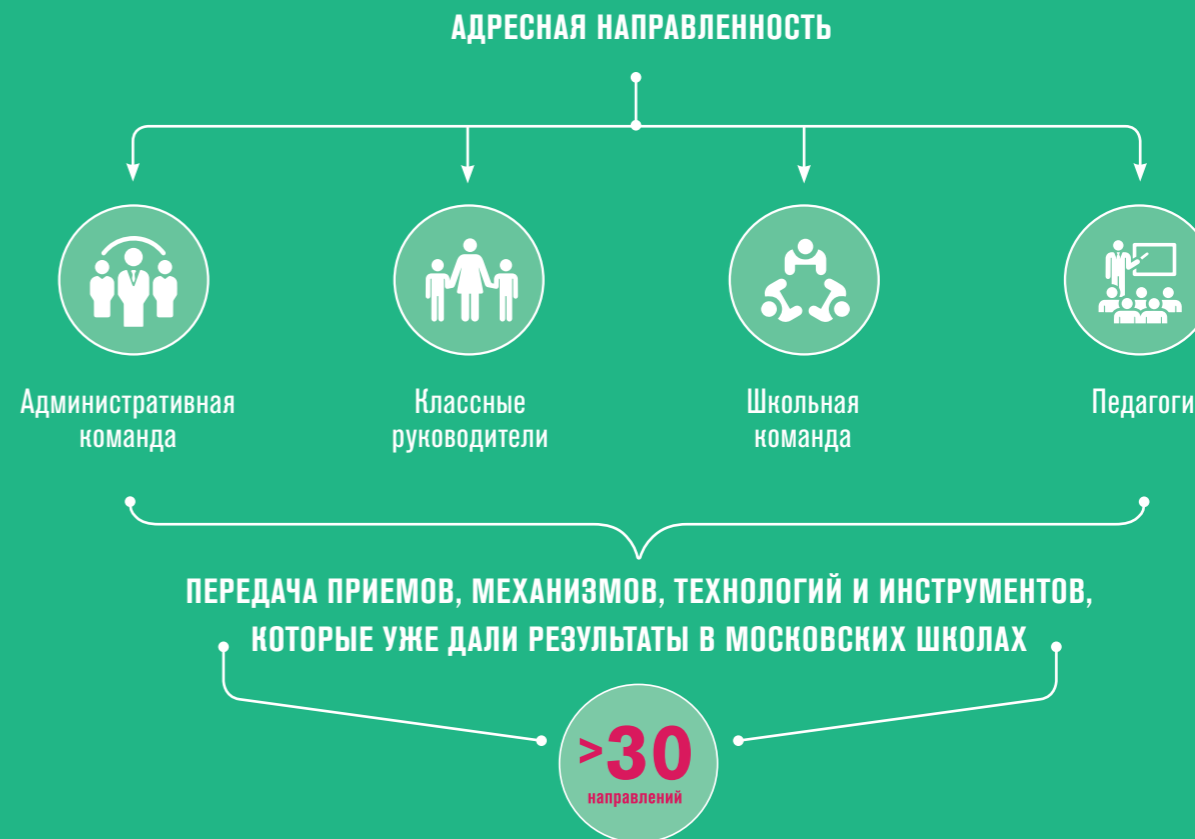 АДРЕСНАЯ НАПРАВЛЕННОСТЬ
Административная
команда
Классные
руководители
Школьная
команда
Педагоги
ПЕРЕДАЧА ПРИЕМОВ, МЕХАНИЗМОВ, ТЕХНОЛОГИЙ И ИНСТРУМЕНТОВ,
КОТОРЫЕ УЖЕ ДАЛИ РЕЗУЛЬТАТЫ В МОСКОВСКИХ ШКОЛАХ
>30
направлений